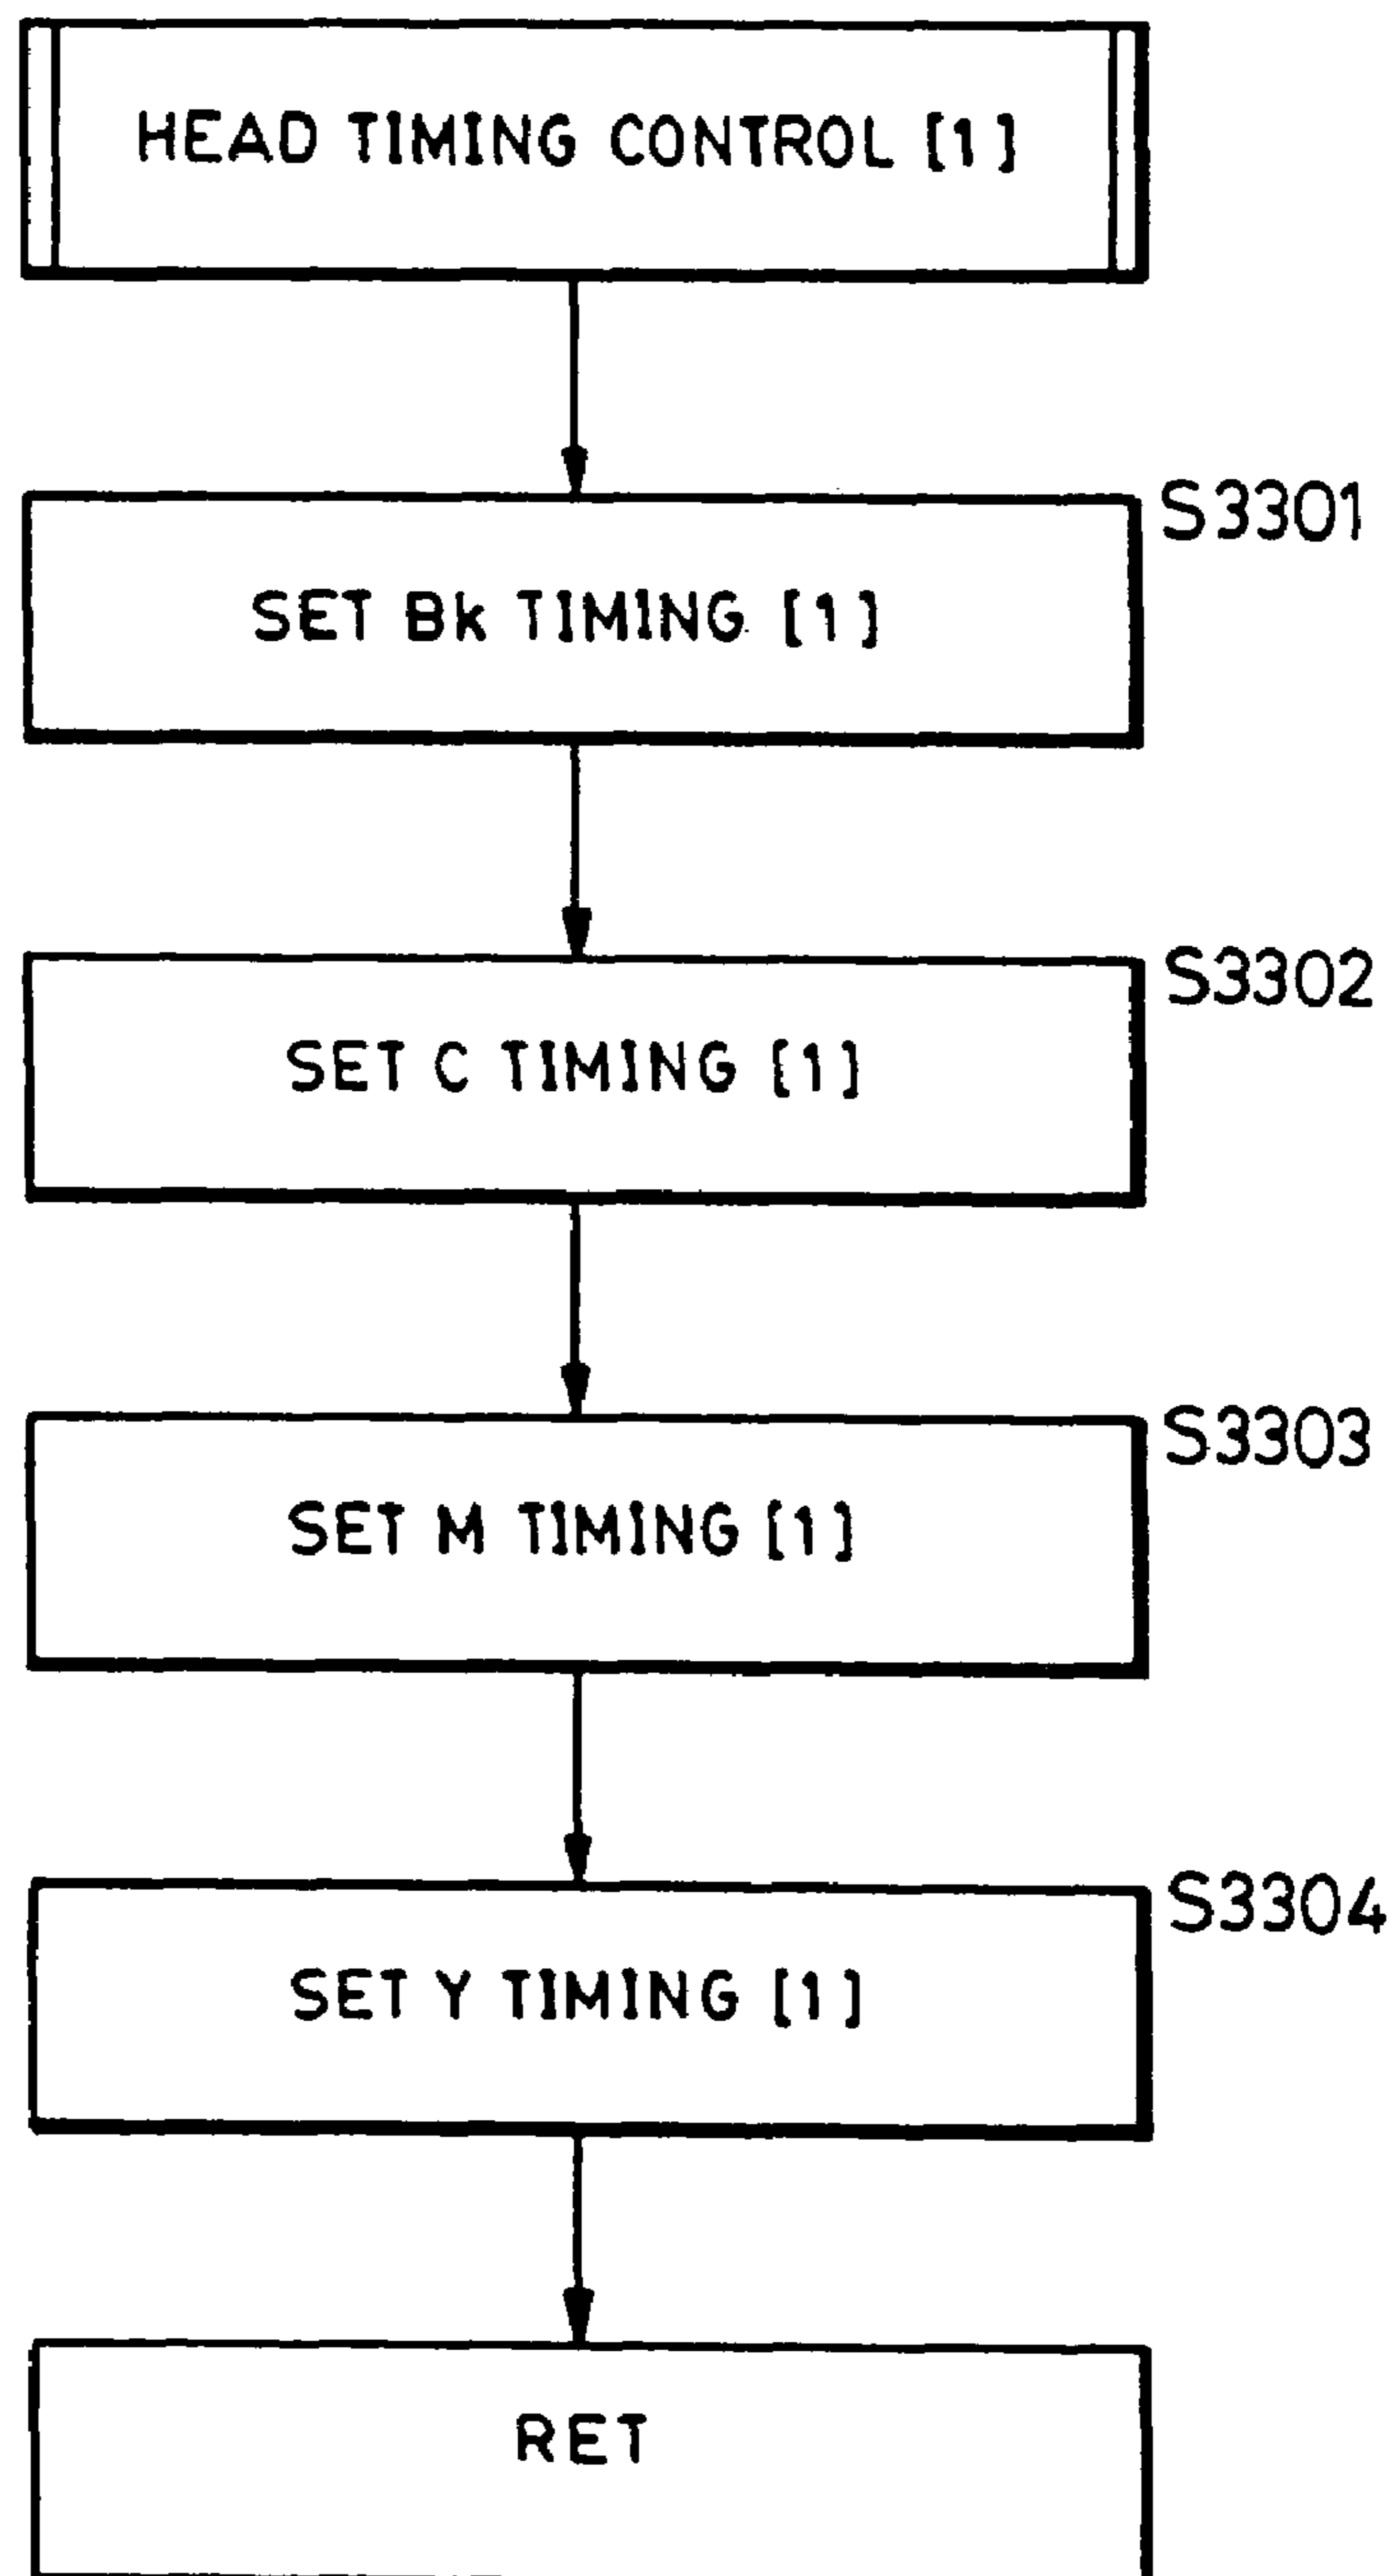 HEAD TIMING CONTROL [1]
S3301
SET Bk TIMING [1]
S3302
SET C TIMING [1]
S3303
SET M TIMING [1]
S3304
SET Y TIMING [1]
RET